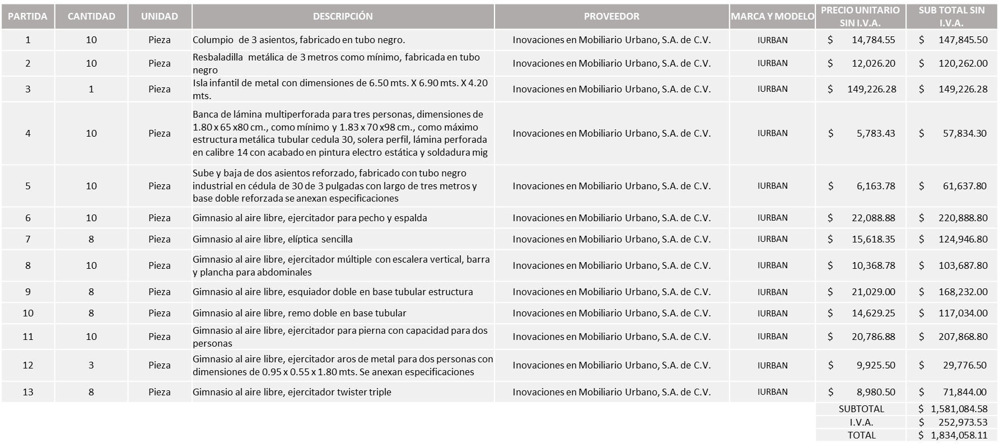 PARTIDA CANTIDAD UNIDAD DESCRIPCIÓN PROVEEDOR MARCA Y MODELO PRECIO UNITARIO SIN I.V.A. SUB TOTAL SIN I.V.A.
1 10 Pieza Columpio de 3 asientos, fabricado en tubo negro. Inovaciones en Mobiliario Urbano, S.A. de C.V. IURBAN $ 14,784.55 $ 147,845.50
2 10 Pieza Resbaladilla metálica de 3 metros como mínimo, fabricada en tubo
negro Inovaciones en Mobiliario Urbano, S.A. de C.V. IURBAN $ 12,026.20 $ 120,262.00
3 1 Pieza Isla infantil de metal con dimensiones de 6.50 mts. X 6.90 mts. X 4.20
mts. Inovaciones en Mobiliario Urbano, S.A. de C.V. IURBAN $ 149,226.28 $ 149,226.28
4 10 Pieza Banca de lámina multiperforada para tres personas, dimensiones de
1.80 x 65 x80 cm., como mínimo y 1.83 x 70 x98 cm., como máximo
estructura metálica tubular cedula 30, solera perfil, lámina perforada
en calibre 14 con acabado en pintura electro estática y soldadura mig Inovaciones en Mobiliario Urbano, S.A. de C.V. IURBAN $ 5,783.43 $ 57,834.30
5 10 Pieza Sube y baja de dos asientos reforzado, fabricado con tubo negro
industrial en cédula de 30 de 3 pulgadas con largo de tres metros y
base doble reforzada se anexan especificaciones Inovaciones en Mobiliario Urbano, S.A. de C.V. IURBAN $ 6,163.78 $ 61,637.80
6 10 Pieza Gimnasio al aire libre, ejercitador para pecho y espalda Inovaciones en Mobiliario Urbano, S.A. de C.V. IURBAN $ 22,088.88 $ 220,888.80
7 8 Pieza Gimnasio al aire libre, elíptica sencilla Inovaciones en Mobiliario Urbano, S.A. de C.V. IURBAN $ 15,618.35 $ 124,946.80
8 10 Pieza Gimnasio al aire libre, ejercitador múltiple con escalera vertical, barra
y plancha para abdominales Inovaciones en Mobiliario Urbano, S.A. de C.V. IURBAN $ 10,368.78 $ 103,687.80
9 8 Pieza Gimnasio al aire libre, esquiador doble en base tubular estructura Inovaciones en Mobiliario Urbano, S.A. de C.V. IURBAN $ 21,029.00 $ 168,232.00
10 8 Pieza Gimnasio al aire libre, remo doble en base tubular Inovaciones en Mobiliario Urbano, S.A. de C.V. IURBAN $ 14,629.25 $ 117,034.00
11 10 Pieza Gimnasio al aire libre, ejercitador para pierna con capacidad para dos
personas Inovaciones en Mobiliario Urbano, S.A. de C.V. IURBAN $ 20,786.88 $ 207,868.80
12 3 Pieza Gimnasio al aire libre, ejercitador aros de metal para dos personas con
dimensiones de 0.95 x 0.55 x 1.80 mts. Se anexan especificaciones Inovaciones en Mobiliario Urbano, S.A. de C.V. IURBAN $ 9,925.50 $ 29,776.50
13 8 Pieza Gimnasio al aire libre, ejercitador twister triple Inovaciones en Mobiliario Urbano, S.A. de C.V. IURBAN $ 8,980.50 $ 71,844.00
SUBTOTAL $ 1,581,084.58
I.V.A. $ 252,973.53
TOTAL $ 1,834,058.11